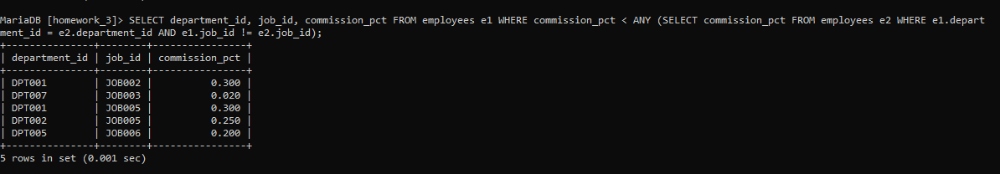 MariaDB [homework_3]> SELECT department_id, job_id, commission_pct FROM employees e1 WHERE commission_pct < ANY (SELECT commission_pct FROM employees e2 WHERE e1.depart
ment_id = e2.department_id AND e1.job_id != e2.job_id);
+---------------+--------+----------------+
| department_id | job_id | commission_pct |
+---------------+--------+----------------+
| DPT001        | JOB002 |          0.300 |
| DPT007        | JOB003 |          0.020 |
| DPT001        | JOB005 |          0.300 |
| DPT002        | JOB005 |          0.250 |
| DPT005        | JOB006 |          0.200 |
+---------------+--------+----------------+
5 rows in set (0.001 sec)